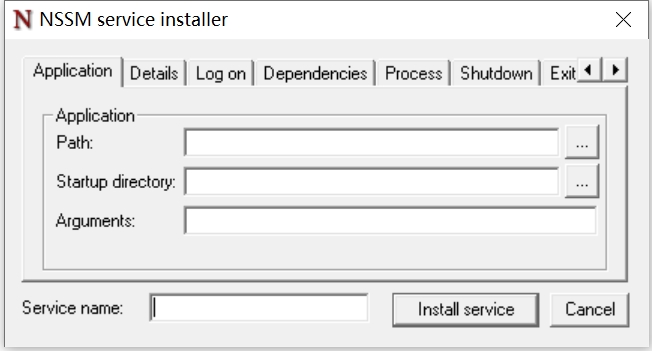 NSSM service installer
Application Details Log on Dependencies Process Shutdown Exit
Application
Path:
...
Startup directory:
...
Arguments:
Service name:
Install service
Cancel